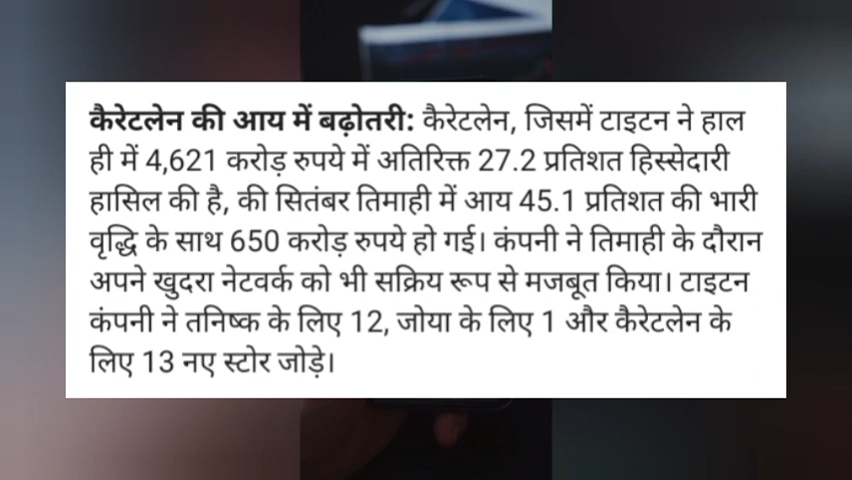 कैरेटलेन की आय में बढ़ोतरी: कैरेटलेन, जिसमें टाइटन ने हाल
ही में 4,621 करोड़ रुपये में अतिरिक्त 27.2 प्रतिशत हिस्सेदारी
हासिल की है, की सितंबर तिमाही में आय 45.1 प्रतिशत की भारी
वृद्धि के साथ 650 करोड़ रुपये हो गई। कंपनी ने तिमाही के दौरान
अपने खुदरा नेटवर्क को भी सक्रिय रूप से मजबूत किया। टाइटन
कंपनी ने तनिष्क के लिए 12, जोया के लिए 1 और कैरेटलेन के
लिए 13 नए स्टोर जोड़े।